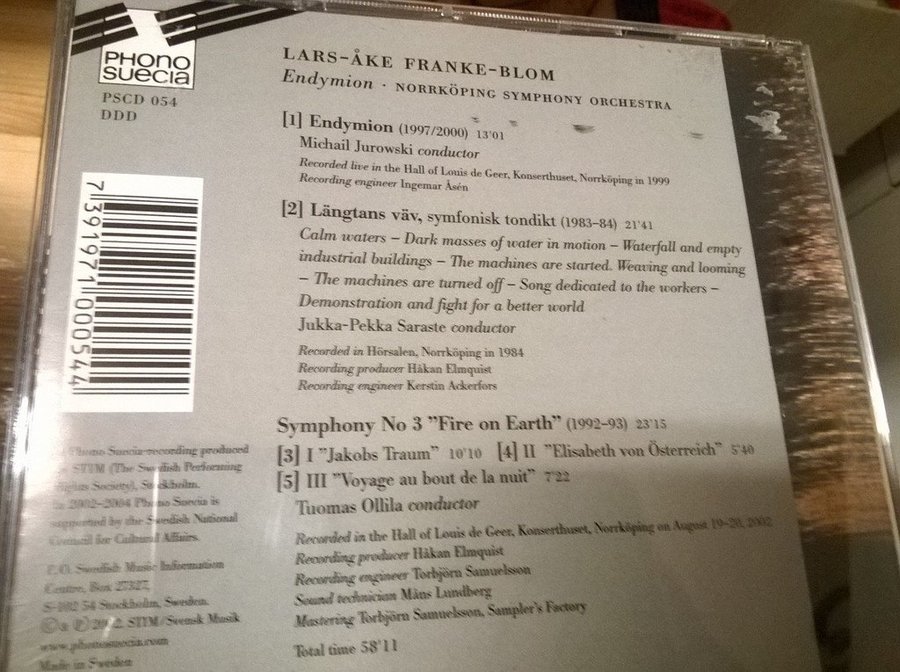 PHONO
SUECIA
PSCD 054
DDD
LARS-ÅKE FRANKE-BLOM
Endymion · NORRKÖPING SYMPHONY ORCHESTRA
[1] Endymion (1997/2000) 13'01
Michail Jurowski conductor
Recorded live in the Hall of Louis de Geer, Konserthuset, Norrköping in 1999
Recording engineer Ingemar Åsén
[2] Längtans väv, symfonisk tondikt (1983–84) 21'41
Calm waters – Dark masses of water in motion – Waterfall and empty
industrial buildings – The machines are started. Weaving and looming
– The machines are turned off – Song dedicated to the workers –
Demonstration and fight for a better world
Jukka-Pekka Saraste conductor
Recorded in Hörsalen, Norrköping in 1984
Recording producer Håkan Elmquist
Recording engineer Kerstin Ackerfors
Symphony No 3 "Fire on Earth" (1992–93) 23'15
[3] I "Jakobs Traum" 10'10 [4] II "Elisabeth von Österreich" 5'40
[5] III "Voyage au bout de la nuit" 7'22
Tuomas Ollila conductor
Recorded in the Hall of Louis de Geer, Konserthuset, Norrköping on August 19–20, 2002
Recording producer Håkan Elmquist
Recording engineer Torbjörn Samuelsson
Sound technician Måns Lundberg
Mastering Torbjörn Samuelsson, Sampler's Factory
Total time 58'11
7 391971 000544
Phono Suecia recording produced
STIM (The Swedish Performing
Rights Society), Stockholm.
In 2002–2004 Phono Suecia is
supported by the Swedish National
Council for Cultural Affairs.
P.O. Swedish Music Information
Centre, Box 27327,
S-102 54 Stockholm, Sweden.
© & ℗ 2002. STIM/Svensk Musik
www.phonosuecia.com
Made in Sweden